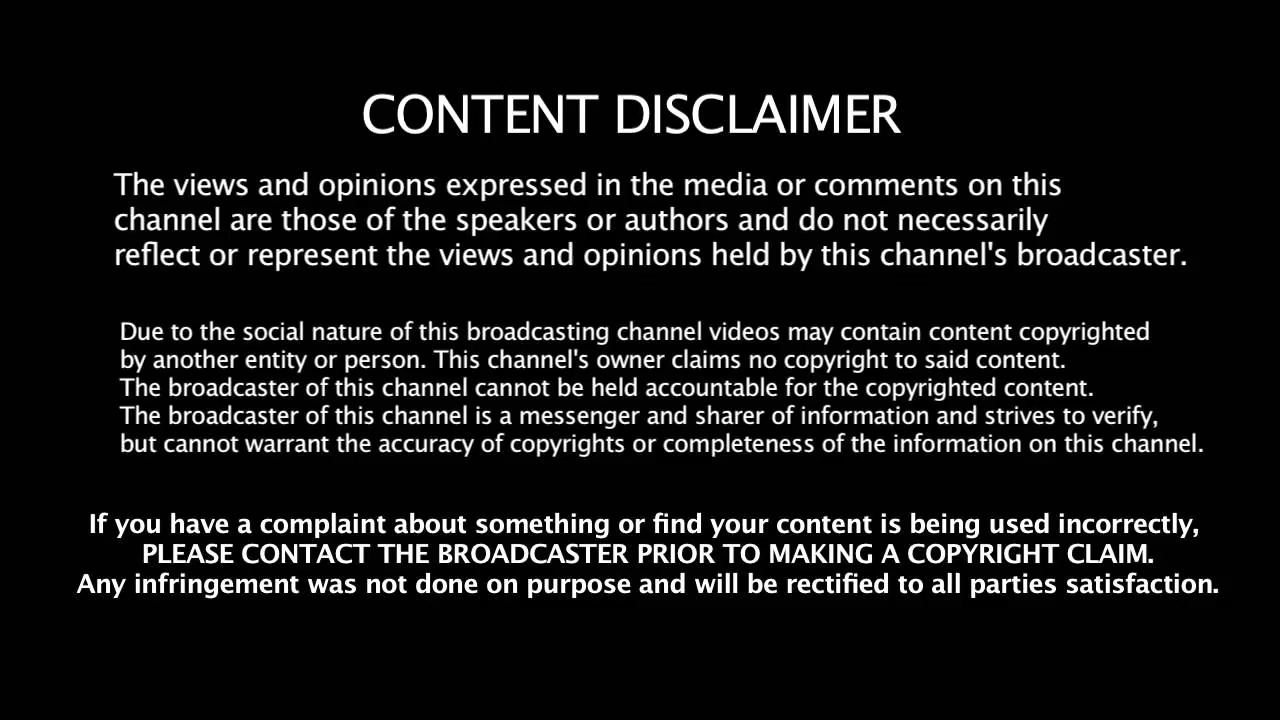 CONTENT DISCLAIMER
The views and opinions expressed in the media or comments on this
channel are those of the speakers or authors and do not necessarily
reflect or represent the views and opinions held by this channel's broadcaster.
Due to the social nature of this broadcasting channel videos may contain content copyrighted
by another entity or person. This channel's owner claims no copyright to said content.
The broadcaster of this channel cannot be held accountable for the copyrighted content.
The broadcaster of this channel is a messenger and sharer of information and strives to verify,
but cannot warrant the accuracy of copyrights or completeness of the information on this channel.
If you have a complaint about something or find your content is being used incorrectly,
PLEASE CONTACT THE BROADCASTER PRIOR TO MAKING A COPYRIGHT CLAIM.
Any infringement was not done on purpose and will be rectified to all parties satisfaction.